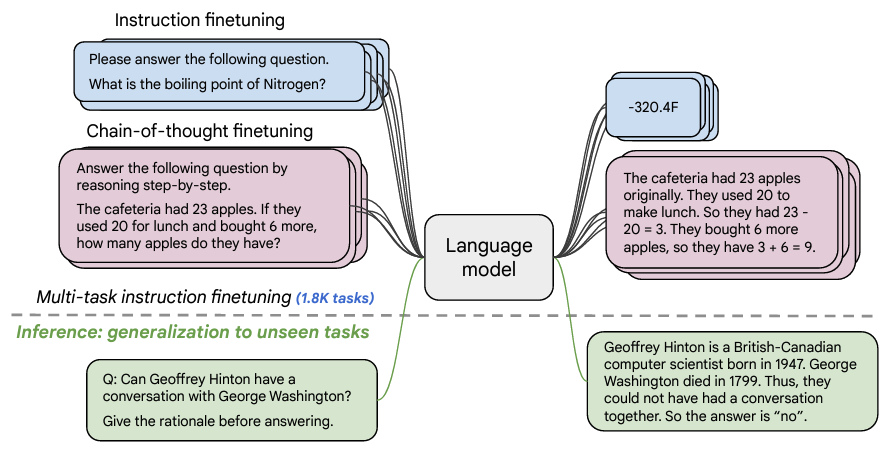 Instruction finetuning
Please answer the following question.
What is the boiling point of Nitrogen?
-320.4F
Chain-of-thought finetuning
Answer the following question by
reasoning step-by-step.
The cafeteria had 23 apples. If they
used 20 for lunch and bought 6 more,
how many apples do they have?
Language
model
The cafeteria had 23 apples
originally. They used 20 to
make lunch. So they had 23 -
20 = 3. They bought 6 more
apples, so they have 3 + 6 = 9.
Multi-task instruction finetuning (1.8K tasks)
Inference: generalization to unseen tasks
Q: Can Geoffrey Hinton have a
conversation with George Washington?
Give the rationale before answering.
Geoffrey Hinton is a British-Canadian
computer scientist born in 1947. George
Washington died in 1799. Thus, they
could not have had a conversation
together. So the answer is “no”.